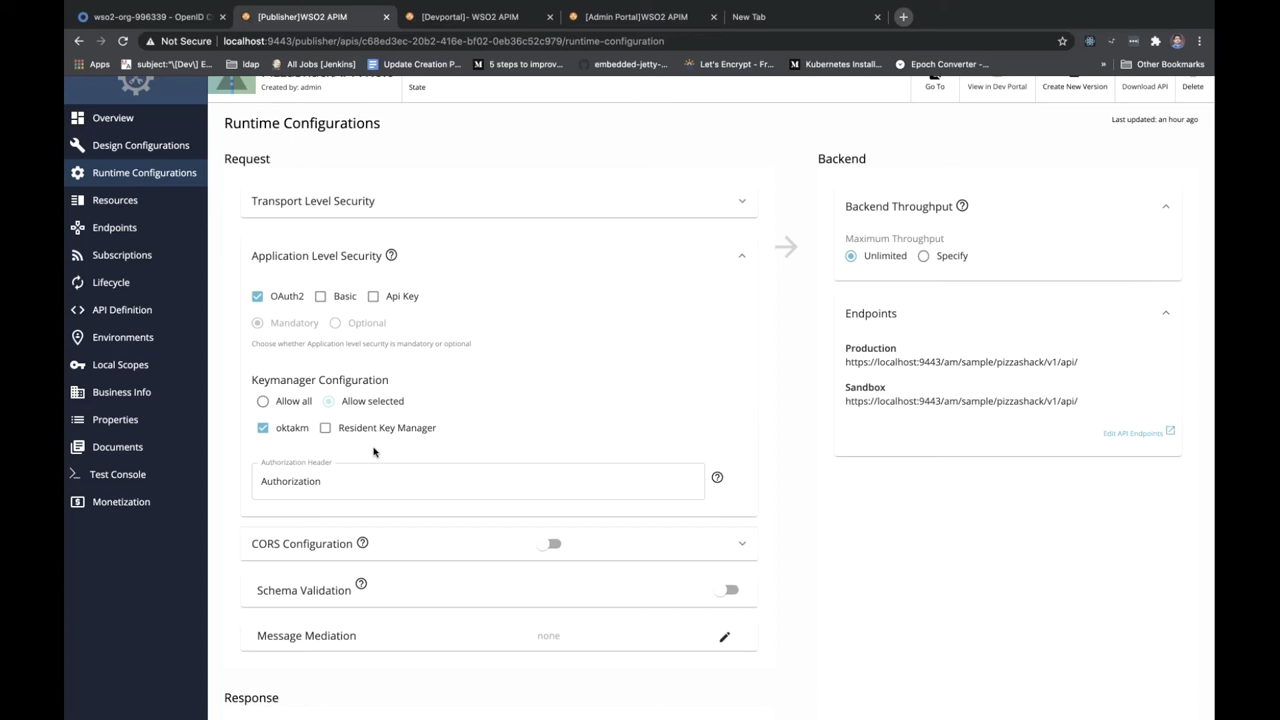 wso2-org-996339 - OpenID C
[Publisher]WSO2 APIM
[Devportal]- WSO2 APIM
[Admin Portal]WSO2 APIM
New Tab
Not Secure
localhost:9443/publisher/apis/c68ed3ec-20b2-416e-bf02-0eb36c52c979/runtime-configuration
Apps
subject:"\[Dev\] En
ldap
All Jobs [Jenkins]
Update Creation P...
5 steps to improv...
embedded-jetty-...
Let's Encrypt - Fr...
Kubernetes Install...
Epoch Converter -...
»
Other Bookmarks
Created by: admin
State
Go To
View in Dev Portal
Create New Version
Download API
Delete
Overview
Design Configurations
Runtime Configurations
Resources
Endpoints
Subscriptions
Lifecycle
API Definition
Environments
Local Scopes
Business Info
Properties
Documents
Test Console
Monetization
Runtime Configurations
Last updated: an hour ago
Request
Transport Level Security
Application Level Security
OAuth2 Basic Api Key
Mandatory Optional
Choose whether Application level security is mandatory or optional
Keymanager Configuration
Allow all Allow selected
oktakm Resident Key Manager
Authorization Header
Authorization
CORS Configuration
Schema Validation
Message Mediation none
Response
Backend
Backend Throughput
Maximum Throughput
Unlimited Specify
Endpoints
Production
https://localhost:9443/am/sample/pizzashack/v1/api/
Sandbox
https://localhost:9443/am/sample/pizzashack/v1/api/
Edit API Endpoints